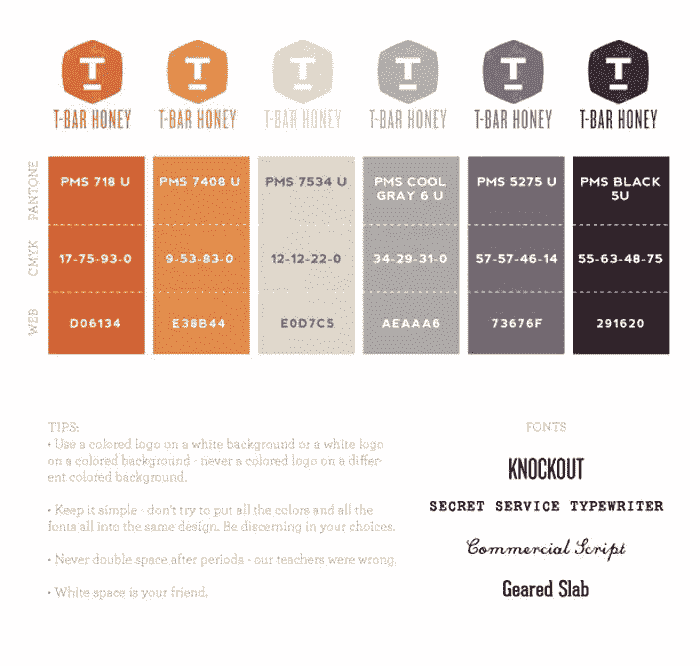 T
T
T
T
T
T
T-BAR HONEY
T-BAR HONEY
T-BAR HONEY
T-BAR HONEY
T-BAR HONEY
T-BAR HONEY
PANTONE
PMS 718 U
PMS 7408 U
PMS 7534 U
PMS COOL
GRAY 6 U
PMS 5275 U
PMS BLACK
5U
CMYK
17-75-93-0
9-53-83-0
12-12-22-0
34-29-31-0
57-57-46-14
55-63-48-75
WEB
D06134
E38B44
E0D7C5
AEAAA6
73676F
291620
TIPS:
• Use a colored logo on a white background or a white logo
on a colored background - never a colored logo on a differ-
ent colored background.
• Keep it simple - don't try to put all the colors and all the
fonts all into the same design. Be discerning in your choices.
• Never double space after periods - our teachers were wrong.
• White space is your friend.
FONTS
KNOCKOUT
SECRET SERVICE TYPEWRITER
Commercial Script
Geared Slab